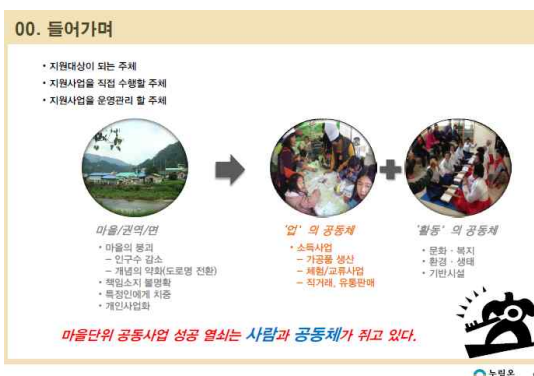 00. 들어가며
• 지원대상이 되는 주체
• 지원사업을 직접 수행할 주체
• 지원사업을 운영관리 할 주체
마을/권역/면
• 마을의 붕괴
– 인구수 감소
– 개념의 약화(도로명 전환)
• 책임소지 불명확
• 특정인에게 치중
• 개인사업화
'업' 의 공동체
• 소득사업
– 가공품 생산
– 체험/교류사업
– 직거래, 유통판매
'활동' 의 공동체
• 문화 · 복지
• 환경 · 생태
• 기반시설
마을단위 공동사업 성공 열쇠는 사람과 공동체가 쥐고 있다.
누림온